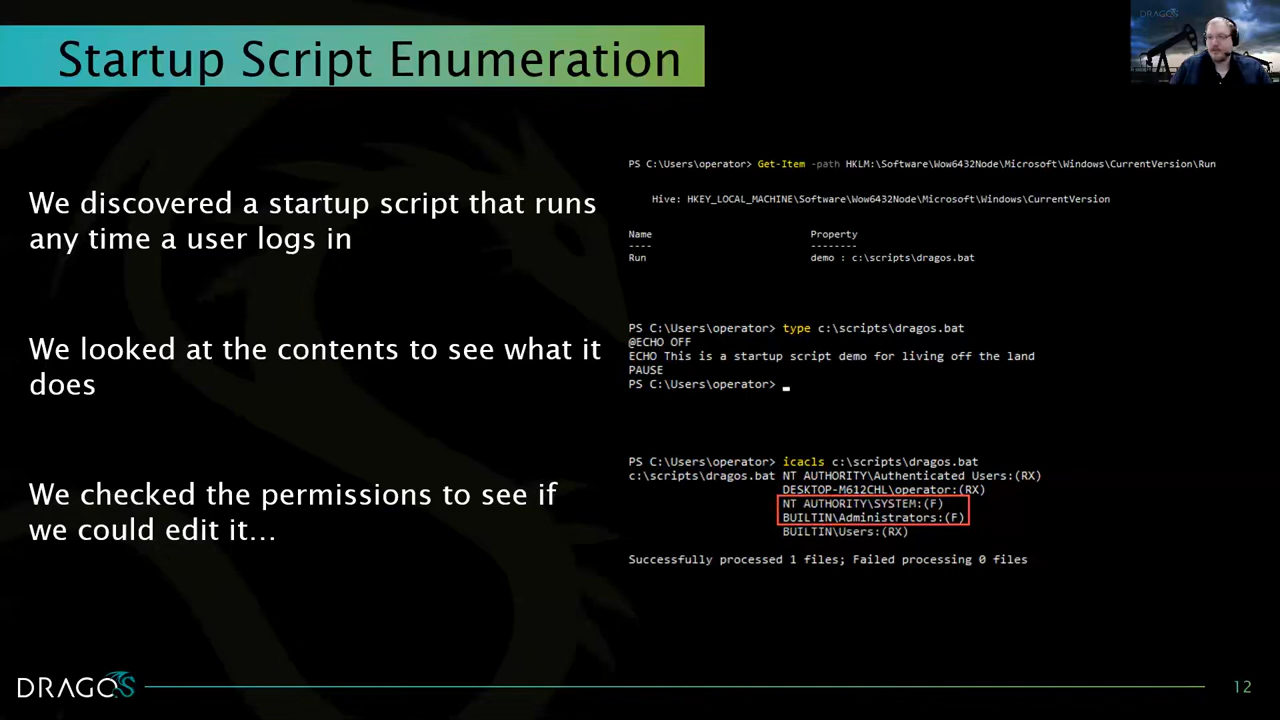 DRAGOS
Startup Script Enumeration
We discovered a startup script that runs
any time a user logs in
PS C:\Users\operator> Get-Item -path HKLM:\Software\Wow6432Node\Microsoft\Windows\CurrentVersion\Run
Hive: HKEY_LOCAL_MACHINE\Software\Wow6432Node\Microsoft\Windows\CurrentVersion
Name Property
---- --------
Run demo : c:\scripts\dragos.bat
We looked at the contents to see what it
does
PS C:\Users\operator> type c:\scripts\dragos.bat
@ECHO OFF
ECHO This is a startup script demo for living off the land
PAUSE
PS C:\Users\operator> _
We checked the permissions to see if
we could edit it...
PS C:\Users\operator> icacls c:\scripts\dragos.bat
c:\scripts\dragos.bat NT AUTHORITY\Authenticated Users:(RX)
DESKTOP-M612CHL\operator:(RX)
NT AUTHORITY\SYSTEM:(F)
BUILTIN\Administrators:(F)
BUILTIN\Users:(RX)
Successfully processed 1 files; Failed processing 0 files
DRAGOS
12